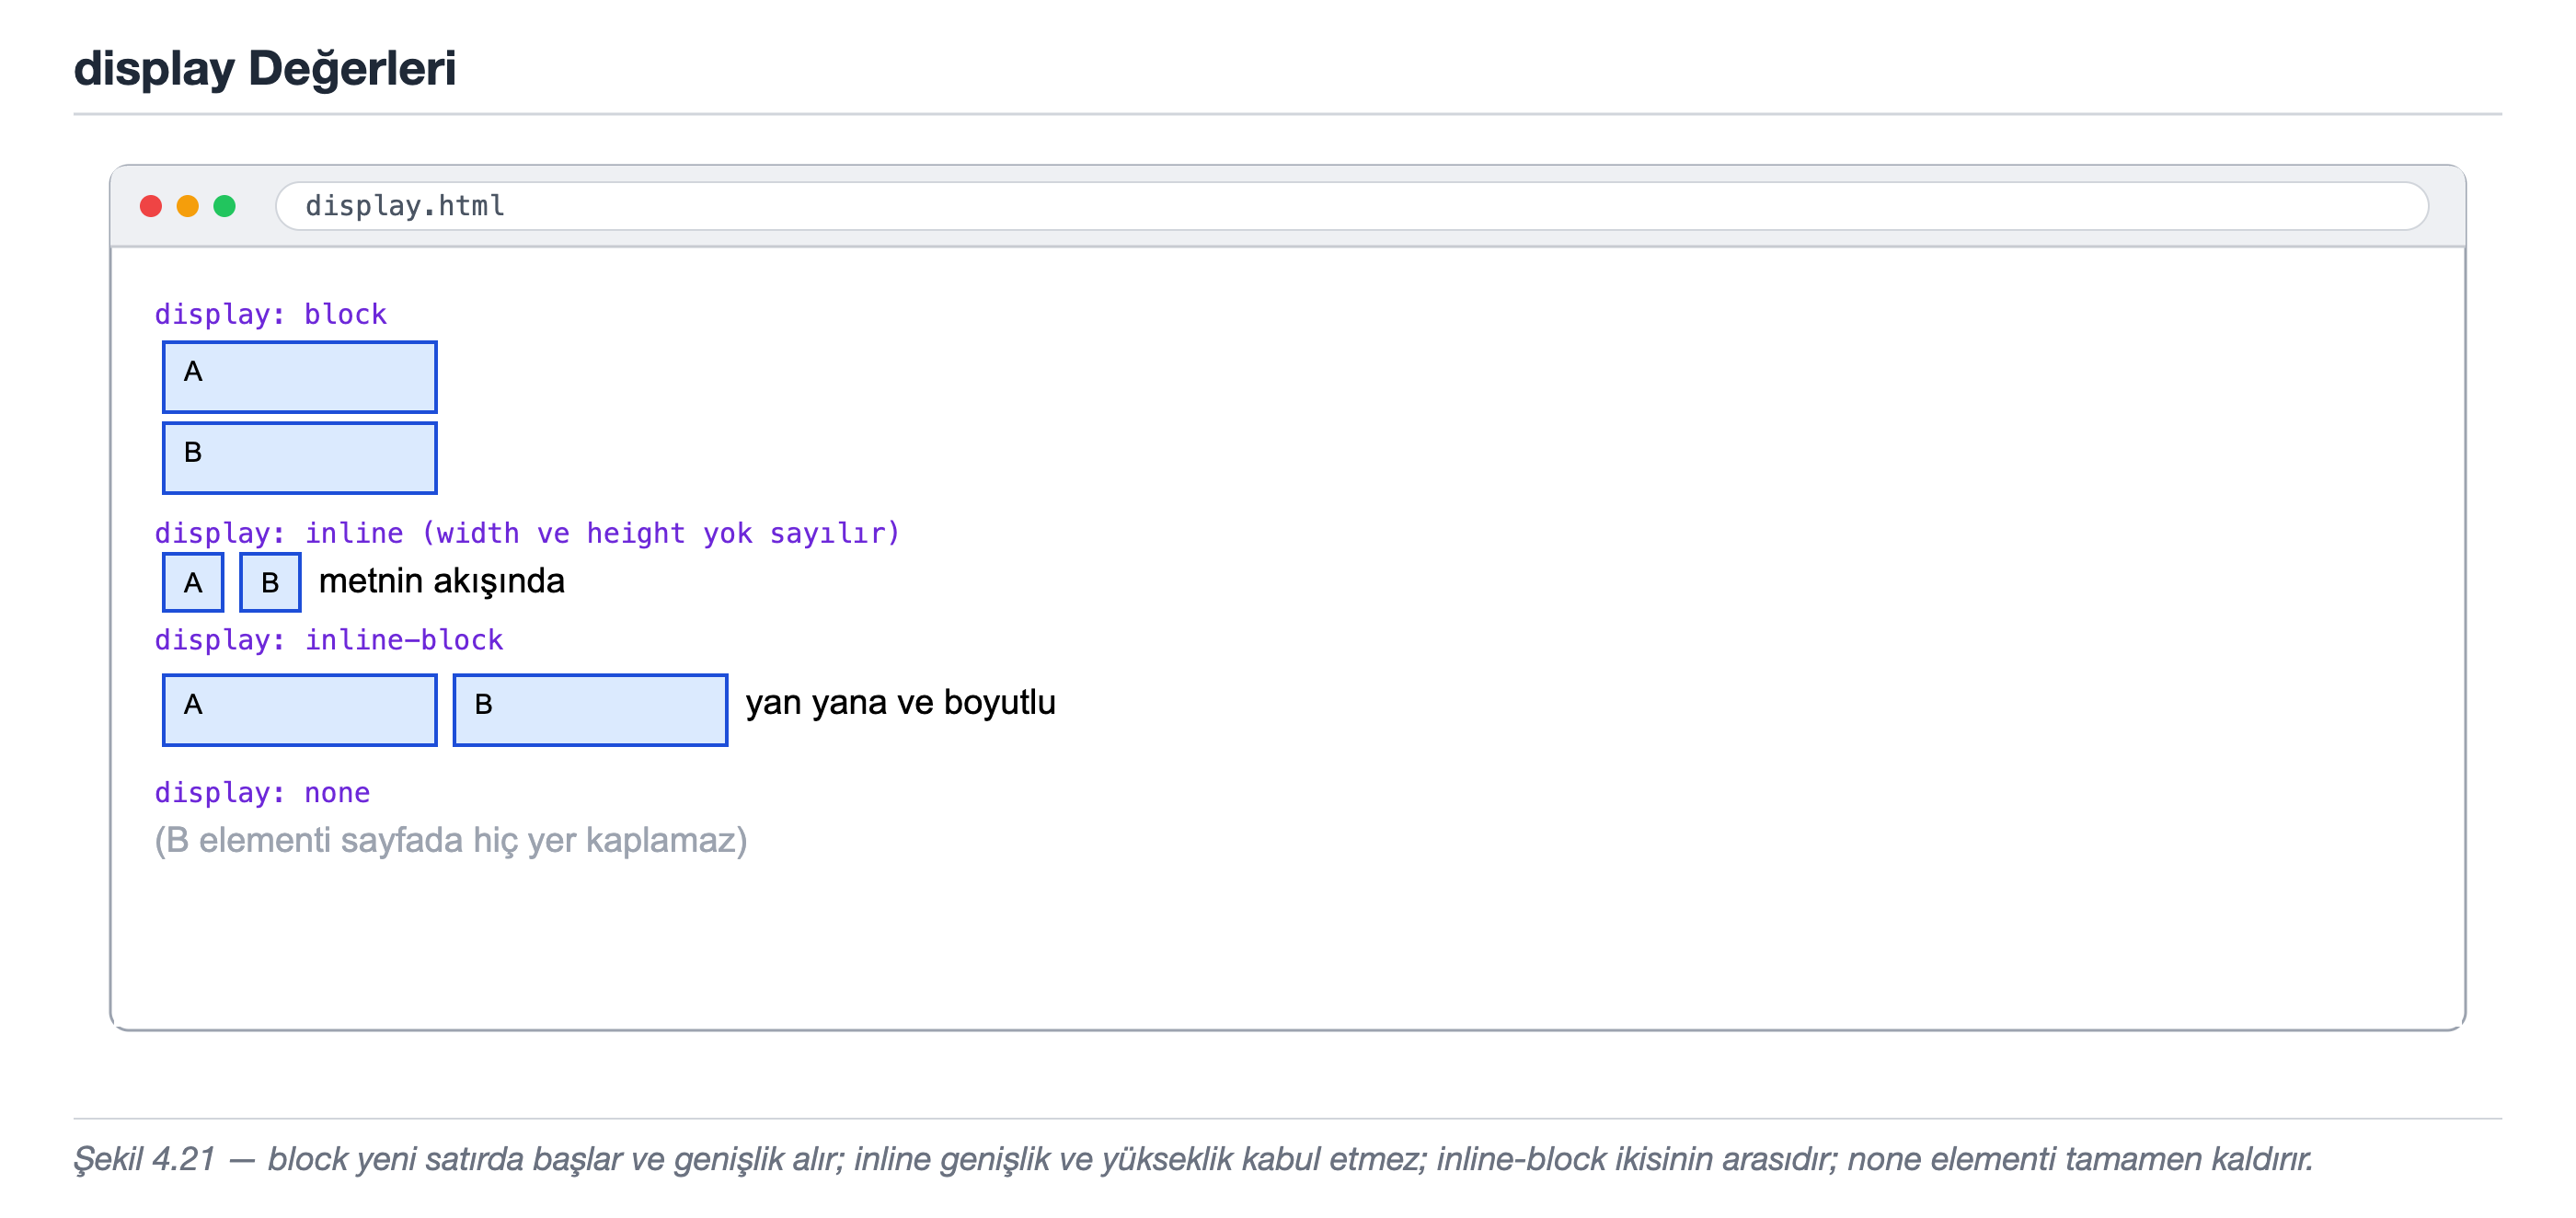 display Değerleri
display.html
display: block
A
B
display: inline (width ve height yok sayılır)
A B metnin akışında
display: inline-block
A B yan yana ve boyutlu
display: none
(B elementi sayfada hiç yer kaplamaz)
Şekil 4.21 — block yeni satırda başlar ve genişlik alır; inline genişlik ve yükseklik kabul etmez; inline-block ikisinin arasıdır; none elementi tamamen kaldırır.